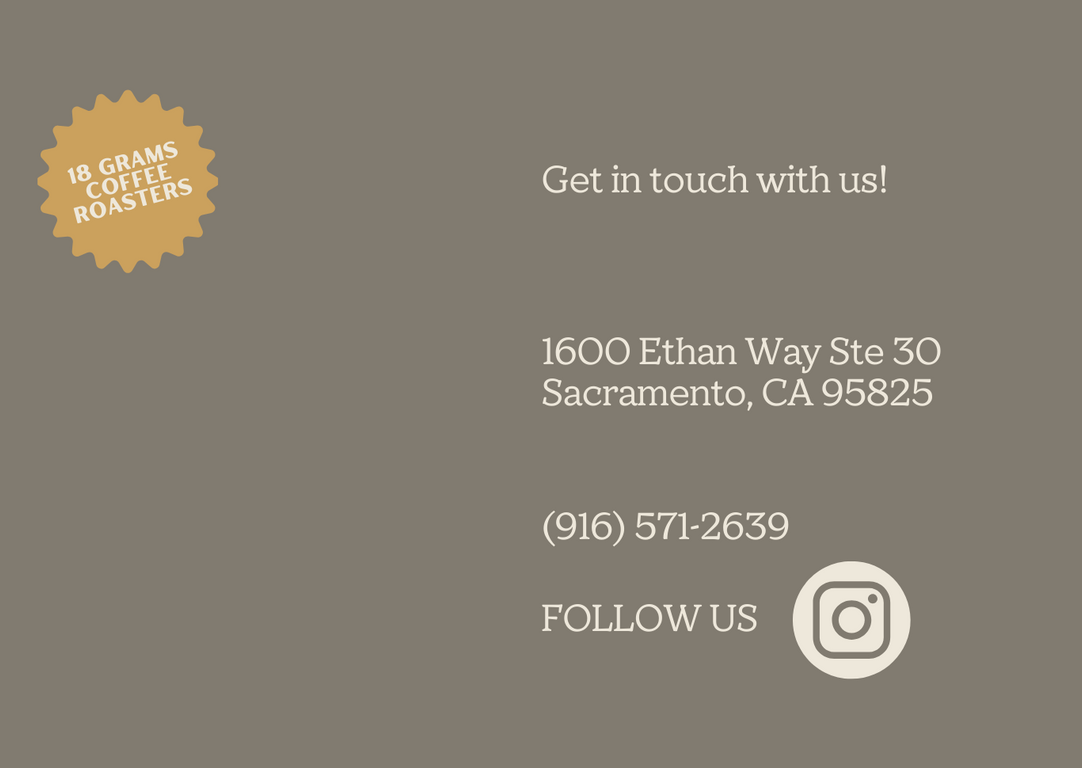 18 GRAMS
COFFEE
ROASTERS
Get in touch with us!
1600 Ethan Way Ste 30
Sacramento, CA 95825
(916) 571-2639
FOLLOW US